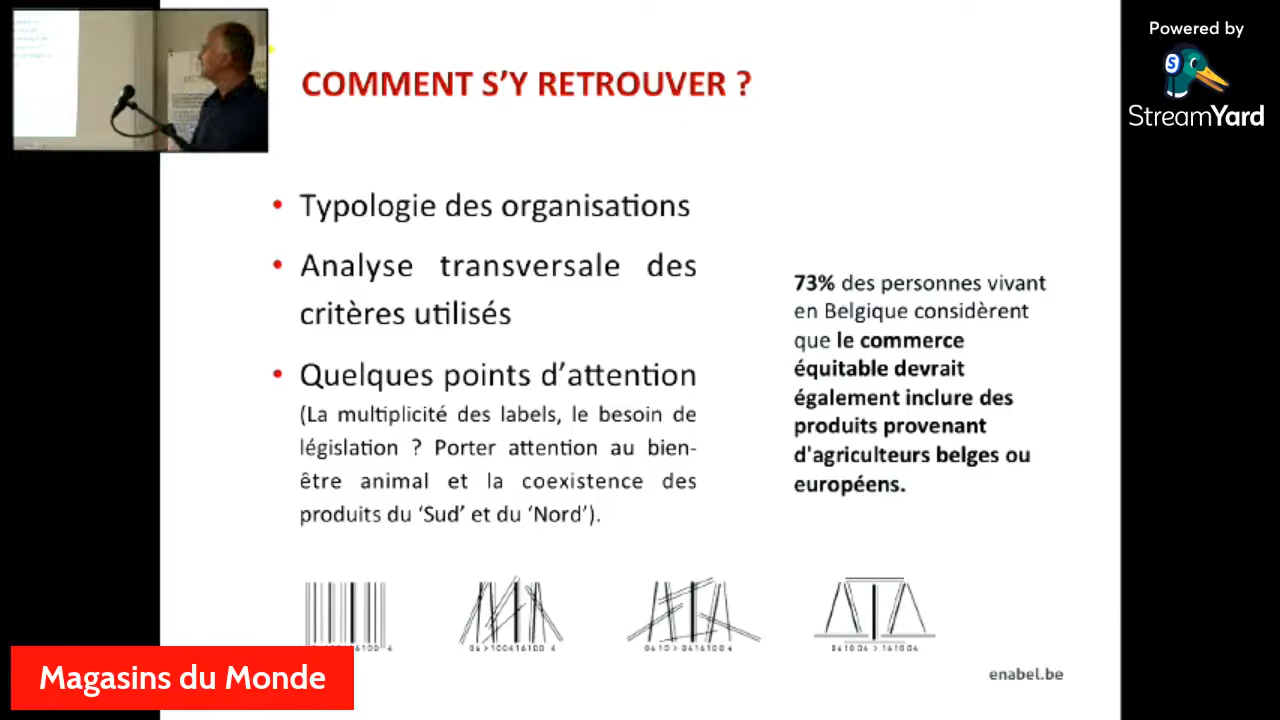 Powered by
StreamYard
COMMENT S'Y RETROUVER ?
• Typologie des organisations
• Analyse transversale des
critères utilisés
• Quelques points d'attention
(La multiplicité des labels, le besoin de
législation ? Porter attention au bien-
être animal et la coexistence des
produits du 'Sud' et du 'Nord').
73% des personnes vivant
en Belgique considèrent
que le commerce
équitable devrait
également inclure des
produits provenant
d'agriculteurs belges ou
européens.
enabel.be
Magasins du Monde